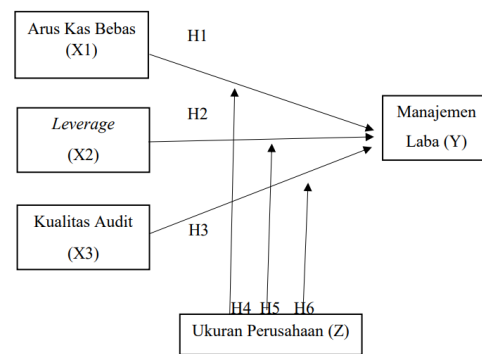 Arus Kas Bebas
(X1)
H1
Leverage
(X2)
H2
Manajemen
Laba (Y)
Kualitas Audit
(X3)
H3
H4 H5 H6
Ukuran Perusahaan (Z)